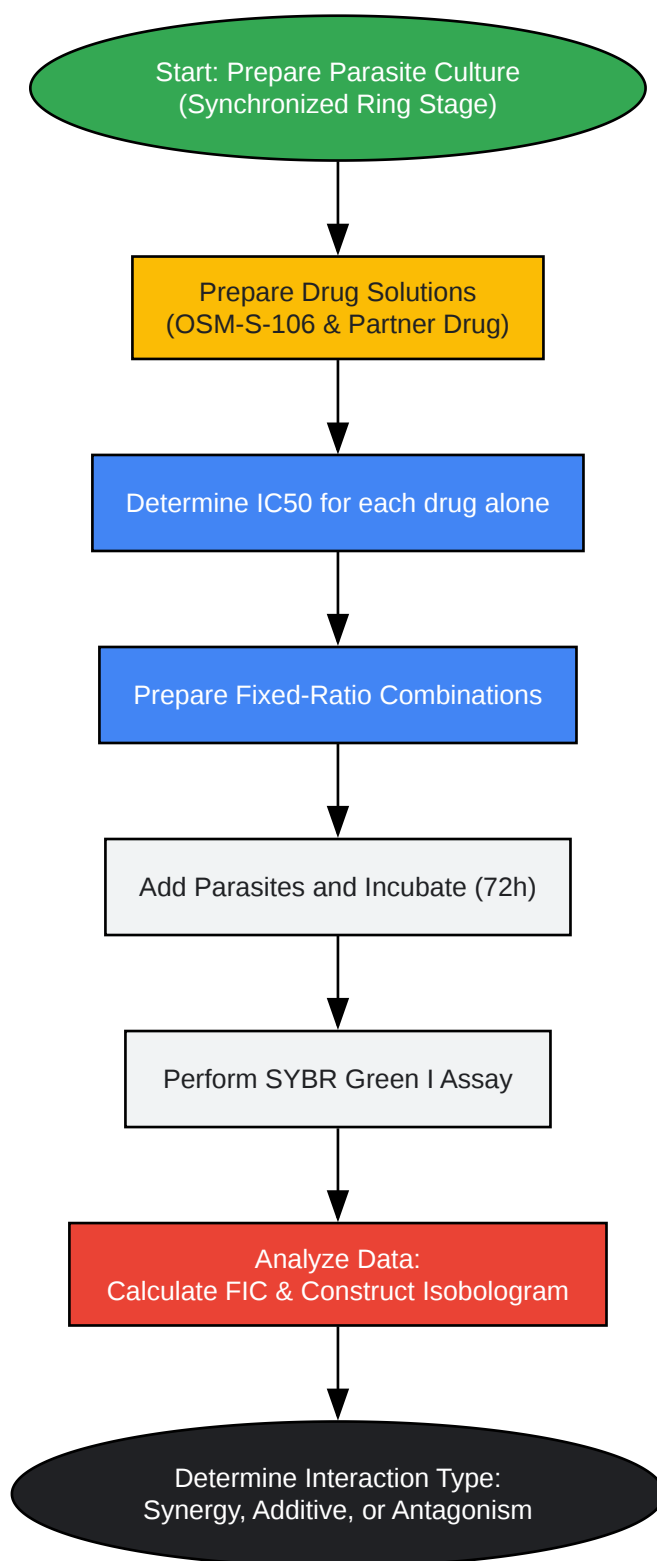 Start: Prepare Parasite Culture
(Synchronized Ring Stage)
Prepare Drug Solutions
(OSM-S-106 & Partner Drug)
Determine IC50 for each drug alone
Prepare Fixed-Ratio Combinations
Add Parasites and Incubate (72h)
Perform SYBR Green I Assay
Analyze Data:
Calculate FIC & Construct Isobologram
Determine Interaction Type:
Synergy, Additive, or Antagonism